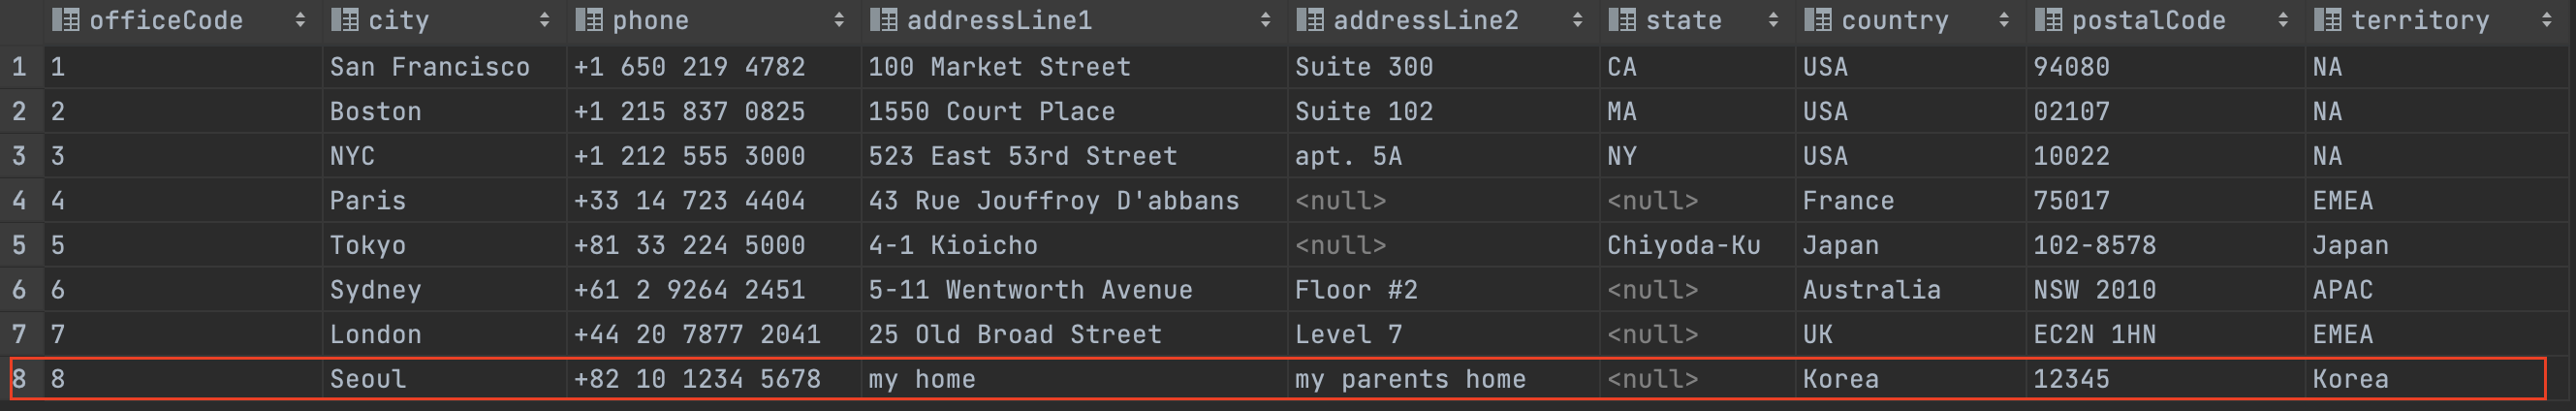 officeCode city phone addressLine1 addressLine2 state country postalCode territory
1 1 San Francisco +1 650 219 4782 100 Market Street Suite 300 CA USA 94080 NA
2 2 Boston +1 215 837 0825 1550 Court Place Suite 102 MA USA 02107 NA
3 3 NYC +1 212 555 3000 523 East 53rd Street apt. 5A NY USA 10022 NA
4 4 Paris +33 14 723 4404 43 Rue Jouffroy D'abbans <null> <null> France 75017 EMEA
5 5 Tokyo +81 33 224 5000 4-1 Kioicho <null> Chiyoda-Ku Japan 102-8578 Japan
6 6 Sydney +61 2 9264 2451 5-11 Wentworth Avenue Floor #2 <null> Australia NSW 2010 APAC
7 7 London +44 20 7877 2041 25 Old Broad Street Level 7 <null> UK EC2N 1HN EMEA
8 8 Seoul +82 10 1234 5678 my home my parents home <null> Korea 12345 Korea